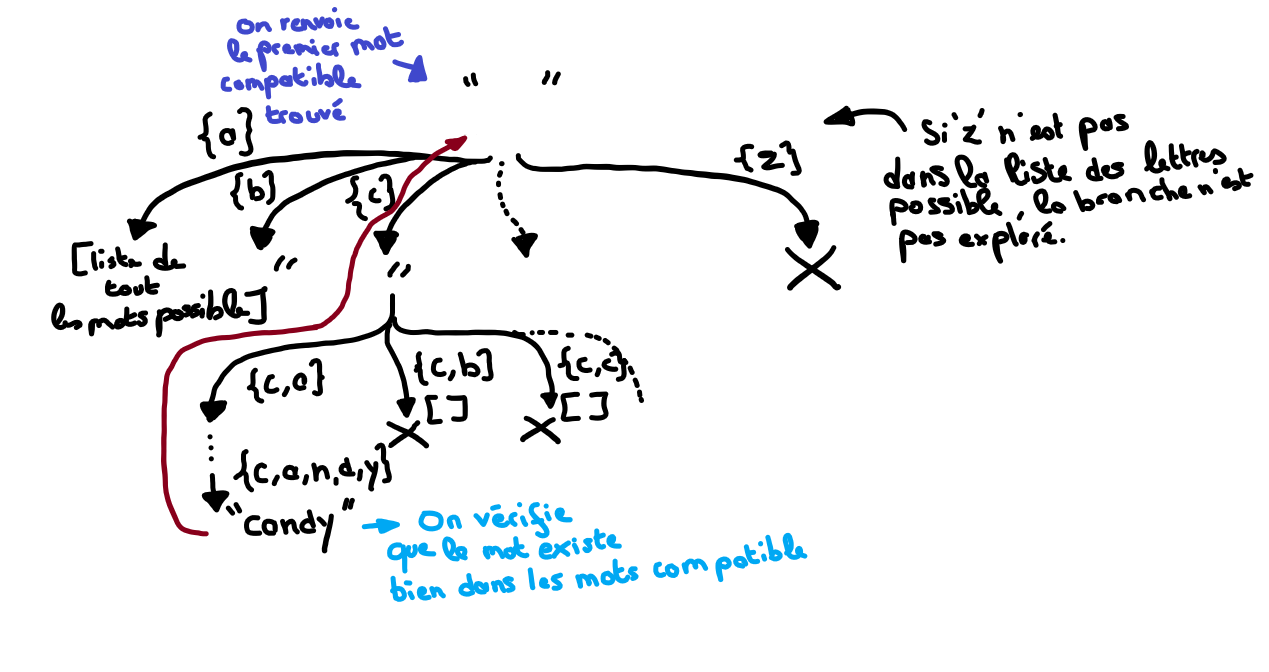 On renvoie
le premier mot
compatible
trouvé
" "
{a}
{b}
{c}
{z}
Si 'z' n'est pas
dans la liste des lettres
possible, la branche n'est
pas exploré.
[liste de
tout
les mots possible]
"
"
{c,a}
{c,b}
[]
{c,c}
[]
{c,a,n,d,y}
"candy"
On vérifie
que le mot existe
bien dans les mots compatible